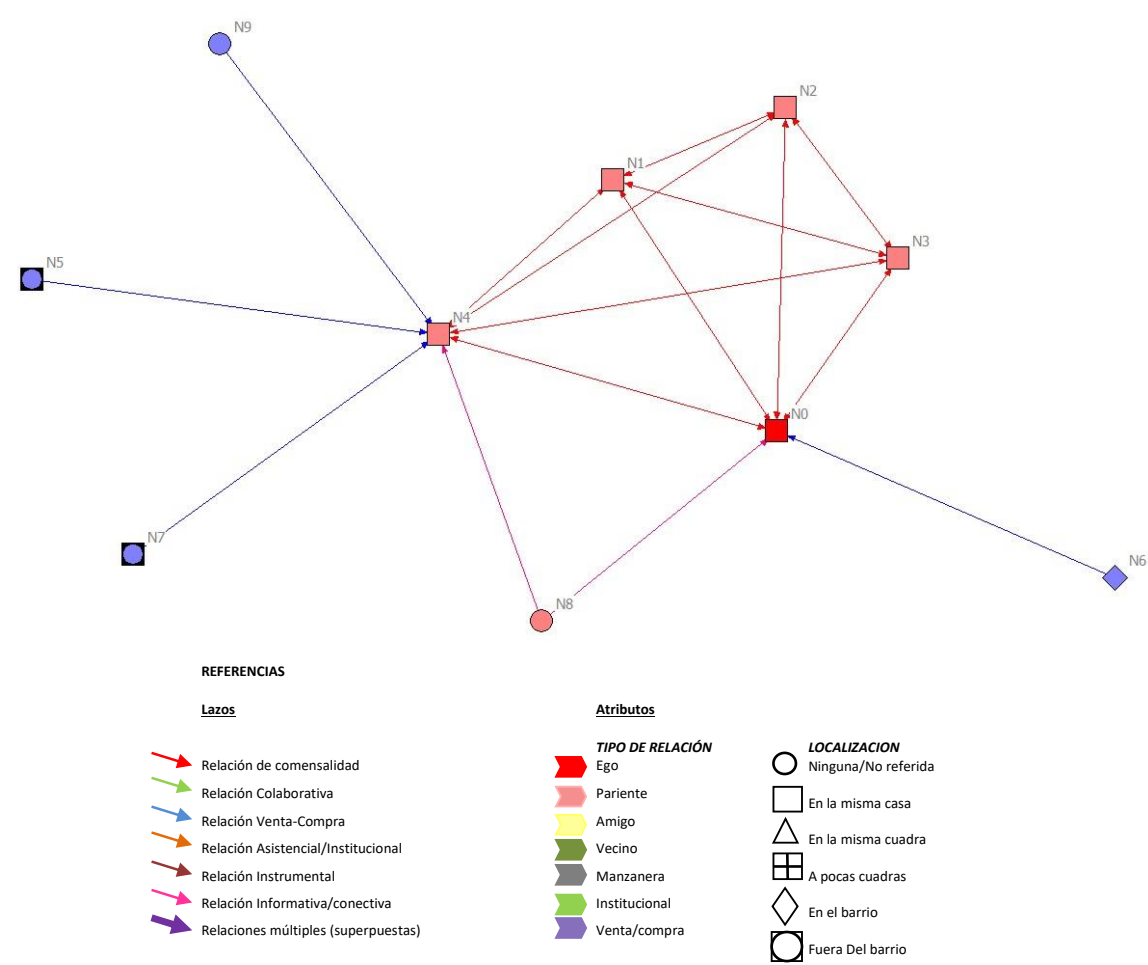 N9
N2
N1
N3
N5
N4
N0
N7
N6
N8
REFERENCIAS
Lazos
Relación de comensalidad
Relación Colaborativa
Relación Venta-Compra
Relación Asistencial/Institucional
Relación Instrumental
Relación Informativa/conectiva
Relaciones múltiples (superpuestas)
Atributos
TIPO DE RELACIÓN
Ego
Pariente
Amigo
Vecino
Manzanera
Institucional
Venta/compra
LOCALIZACION
Ninguna/No referida
En la misma casa
En la misma cuadra
A pocas cuadras
En el barrio
Fuera Del barrio